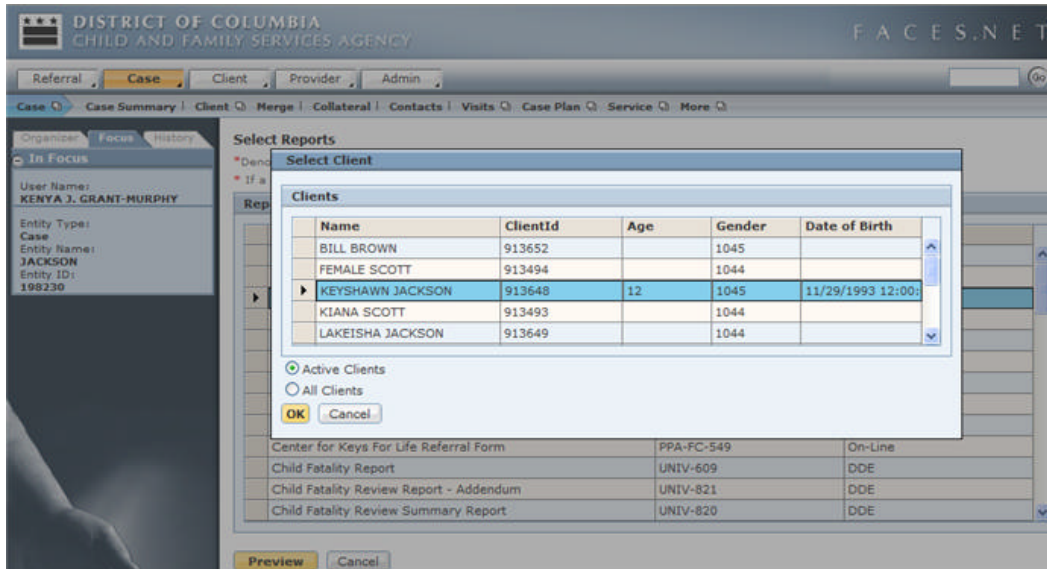 DISTRICT OF COLUMBIA
CHILD AND FAMILY SERVICES AGENCY
FACES.NET
Referral Case Client Provider Admin Go
Case Case Summary | Client Merge | Collateral | Contacts | Visits Case Plan Service More
Organizer Focus History
In Focus
User Name:
KENYA J. GRANT-MURPHY
Entity Type:
Case
Entity Name:
JACKSON
Entity ID:
198230
Select Reports
*Deno
* If a
Rep
Select Client
Clients
Name ClientId Age Gender Date of Birth
BILL BROWN 913652 1045
FEMALE SCOTT 913494 1044
KEYSHAWN JACKSON 913648 12 1045 11/29/1993 12:00:
KIANA SCOTT 913493 1044
LAKEISHA JACKSON 913649 1044
Active Clients
All Clients
OK Cancel
Center for Keys For Life Referral Form PPA-FC-549 On-Line
Child Fatality Report UNIV-609 DDE
Child Fatality Review Report - Addendum UNIV-821 DDE
Child Fatality Review Summary Report UNIV-820 DDE
Preview Cancel